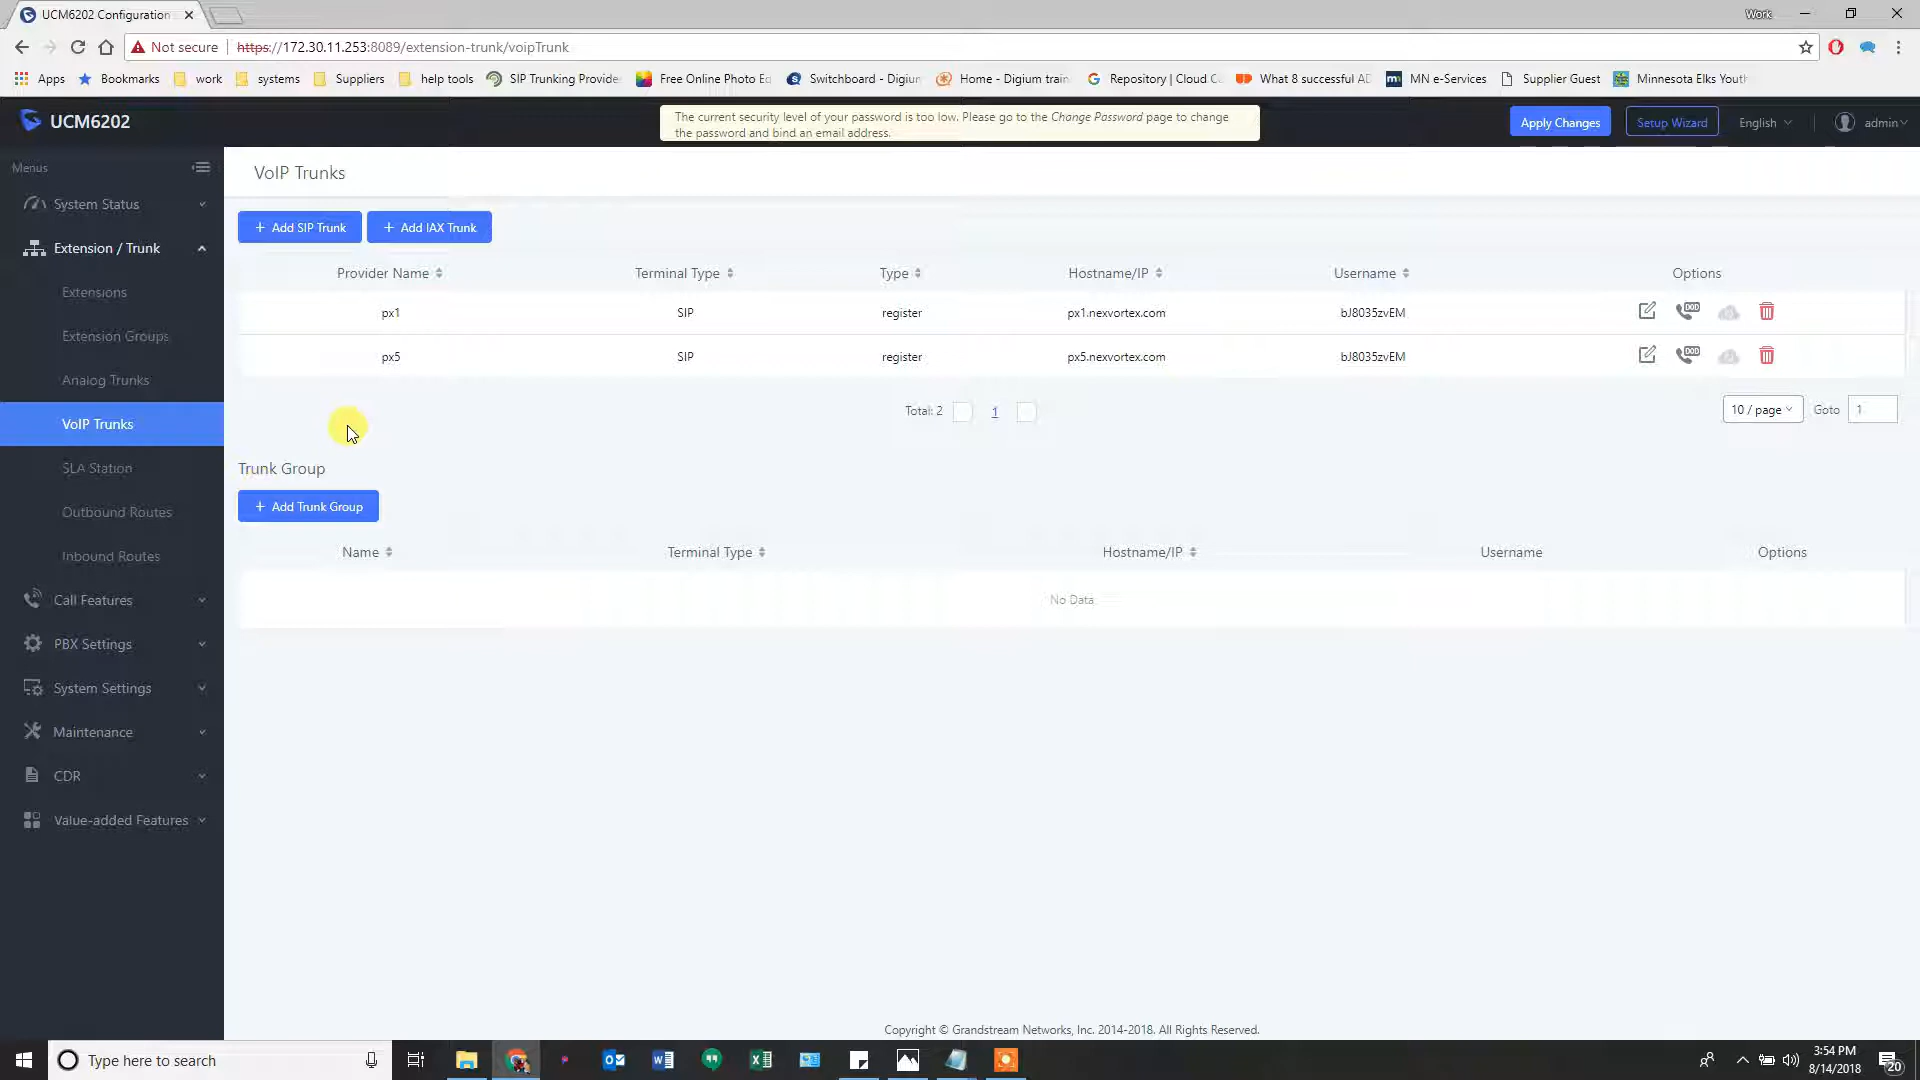 UCM6202 Configuration
Work
Not secure | https://172.30.11.253:8089/extension-trunk/voipTrunk
Apps Bookmarks work systems Suppliers help tools SIP Trunking Provide Free Online Photo Ed Switchboard - Digium Home - Digium train Repository | Cloud C What 8 successful AD MN e-Services Supplier Guest Minnesota Elks Youth
UCM6202
The current security level of your password is too low. Please go to the Change Password page to change
the password and bind an email address.
Apply Changes
Setup Wizard
English
admin
Menus
System Status
Extension / Trunk
Extensions
Extension Groups
Analog Trunks
VoIP Trunks
SLA Station
Outbound Routes
Inbound Routes
Call Features
PBX Settings
System Settings
Maintenance
CDR
Value-added Features
VoIP Trunks
+ Add SIP Trunk + Add IAX Trunk
Provider Name Terminal Type Type Hostname/IP Username Options
px1 SIP register px1.nexvortex.com bJ8035zvEM DOD
px5 SIP register px5.nexvortex.com bJ8035zvEM DOD
Total: 2 1 10 / page Goto 1
Trunk Group
+ Add Trunk Group
Name Terminal Type Hostname/IP Username Options
No Data
Copyright © Grandstream Networks, Inc. 2014-2018. All Rights Reserved.
Type here to search
3:54 PM
8/14/2018
20